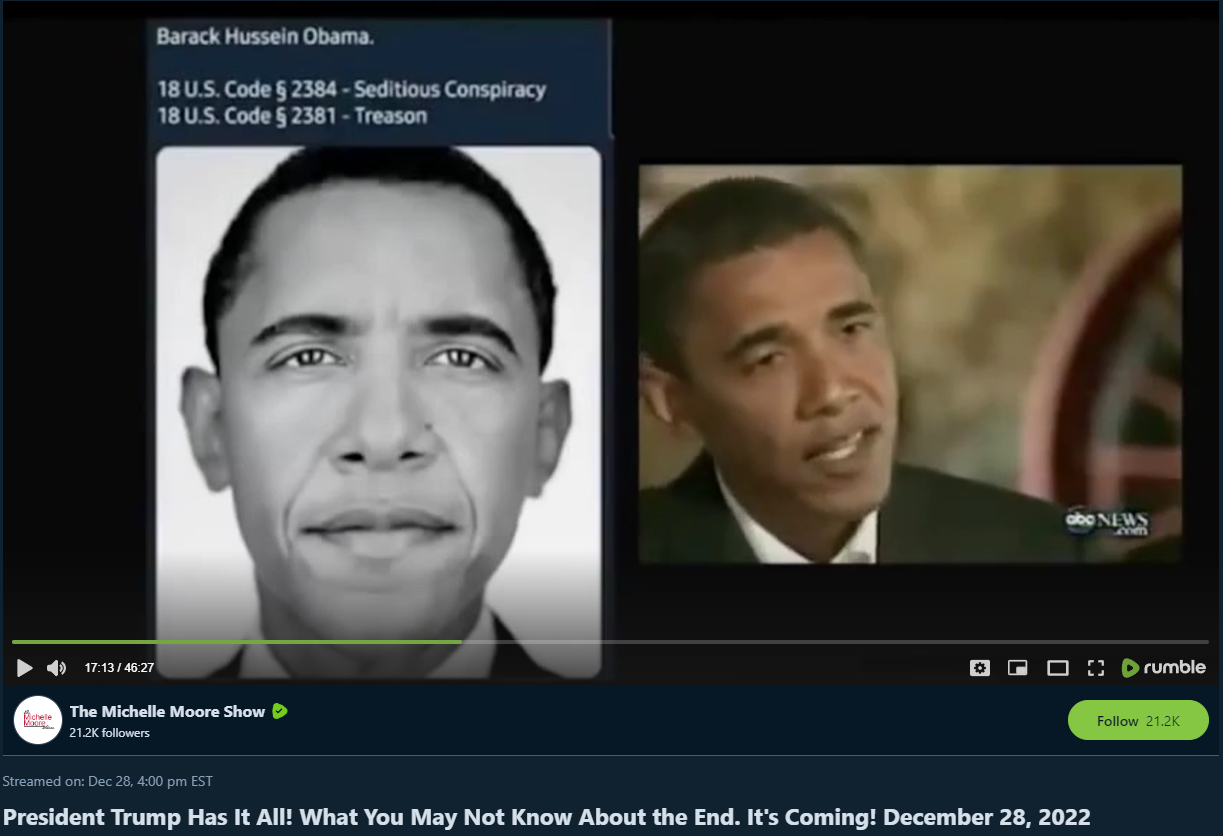 Barack Hussein Obama.
18 U.S. Code § 2384 - Seditious Conspiracy
18 U.S. Code § 2381 - Treason
abc NEWS
.com
17:13 / 46:27
rumble
Michelle
Moore
The Michelle Moore Show
21.2K followers
Follow 21.2K
Streamed on: Dec 28, 4:00 pm EST
President Trump Has It All! What You May Not Know About the End. It's Coming! December 28, 2022